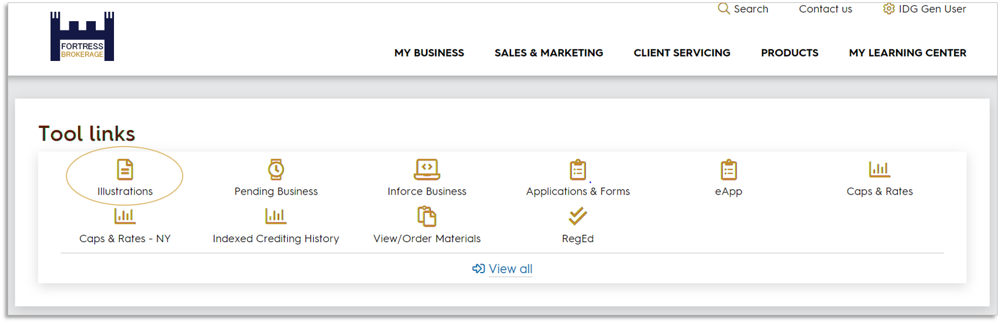 Search Contact us IDG Gen User
FORTRESS
BROKERAGE
MY BUSINESS SALES & MARKETING CLIENT SERVICING PRODUCTS MY LEARNING CENTER
Tool links
Illustrations Pending Business Inforce Business Applications & Forms eApp Caps & Rates
Caps & Rates - NY Indexed Crediting History View/Order Materials RegEd
View all